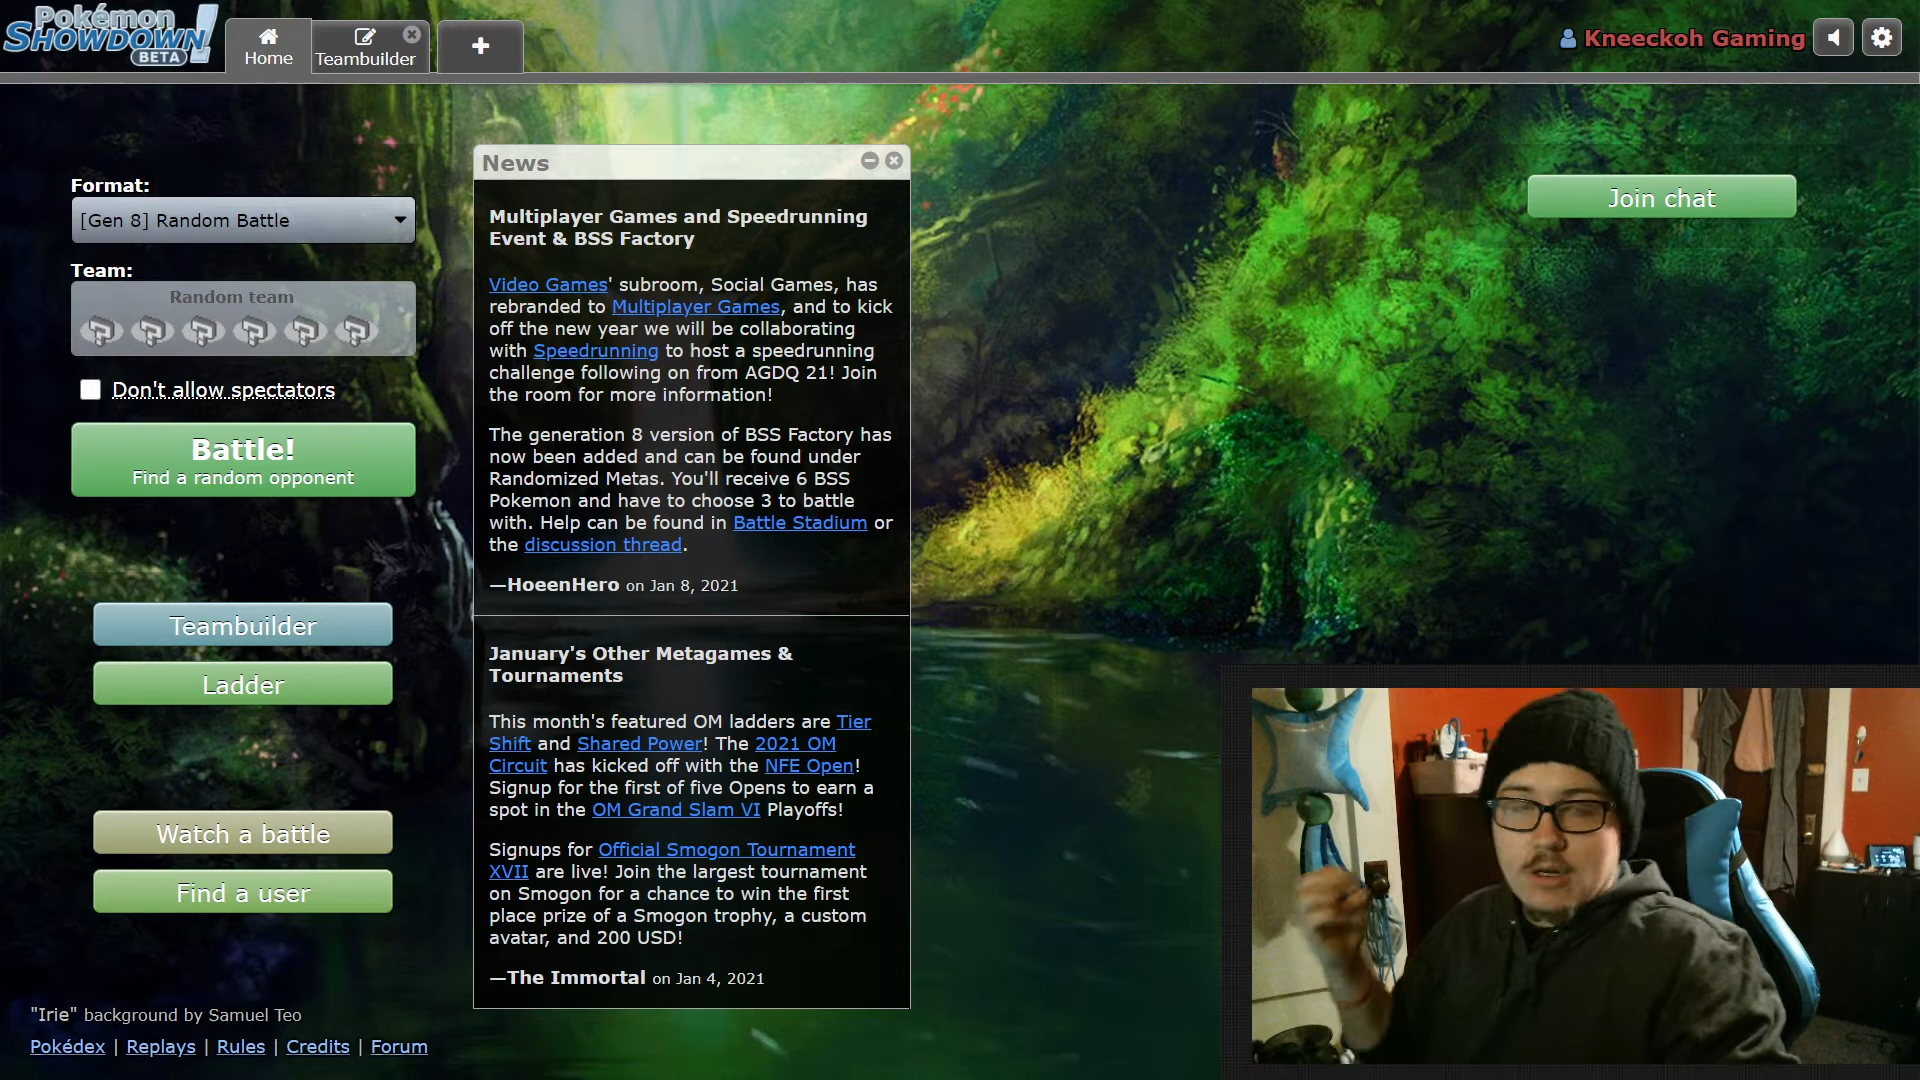 Pokémon
SHOWDOWN!
BETA
Home
Teambuilder
+
Kneeckoh Gaming
Format:
[Gen 8] Random Battle
Team:
Random team
Don't allow spectators
Battle!
Find a random opponent
Teambuilder
Ladder
Watch a battle
Find a user
"Irie" background by Samuel Teo
Pokédex | Replays | Rules | Credits | Forum
News
Multiplayer Games and Speedrunning
Event & BSS Factory
Video Games' subroom, Social Games, has
rebranded to Multiplayer Games, and to kick
off the new year we will be collaborating
with Speedrunning to host a speedrunning
challenge following on from AGDQ 21! Join
the room for more information!
The generation 8 version of BSS Factory has
now been added and can be found under
Randomized Metas. You'll receive 6 BSS
Pokemon and have to choose 3 to battle
with. Help can be found in Battle Stadium or
the discussion thread.
—HoeenHero on Jan 8, 2021
January's Other Metagames &
Tournaments
This month's featured OM ladders are Tier
Shift and Shared Power! The 2021 OM
Circuit has kicked off with the NFE Open!
Signup for the first of five Opens to earn a
spot in the OM Grand Slam VI Playoffs!
Signups for Official Smogon Tournament
XVII are live! Join the largest tournament
on Smogon for a chance to win the first
place prize of a Smogon trophy, a custom
avatar, and 200 USD!
—The Immortal on Jan 4, 2021
Join chat